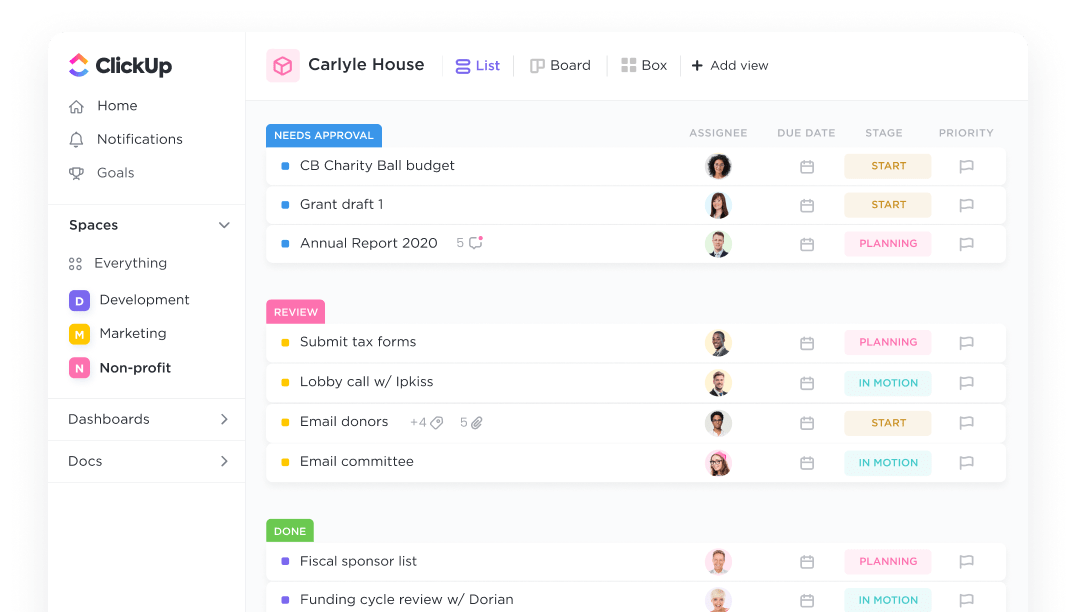 ClickUp
Home
Notifications
Goals
Spaces
Everything
D Development
M Marketing
N Non-profit
Dashboards
Docs
Carlyle House
List
Board
Box
+ Add view
NEEDS APPROVAL ASSIGNEE DUE DATE STAGE PRIORITY
CB Charity Ball budget START
Grant draft 1 START
Annual Report 2020 5 PLANNING
REVIEW
Submit tax forms PLANNING
Lobby call w/ Ipkiss IN MOTION
Email donors +4 5 START
Email committee IN MOTION
DONE
Fiscal sponsor list PLANNING
Funding cycle review w/ Dorian IN MOTION